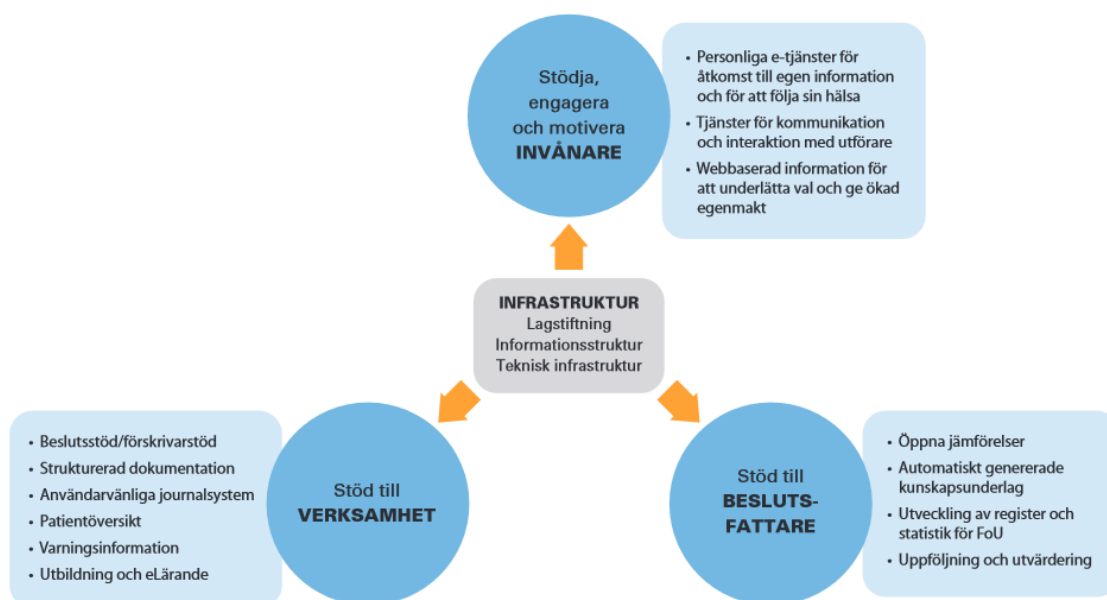 Stödja,
engagera
och motivera
INVÅNARE
• Personliga e-tjänster för
åtkomst till egen information
och för att följa sin hälsa
• Tjänster för kommunikation
och interaktion med utförare
• Webbaserad information för
att underlätta val och ge ökad
egenmakt
INFRASTRUKTUR
Lagstiftning
Informationsstruktur
Teknisk infrastruktur
• Beslutsstöd/förskrivarstöd
• Strukturerad dokumentation
• Användarvänliga journalsystem
• Patientöversikt
• Varningsinformation
• Utbildning och eLärande
Stöd till
VERKSAMHET
Stöd till
BESLUTS-
FATTARE
• Öppna jämförelser
• Automatiskt genererade
kunskapsunderlag
• Utveckling av register och
statistik för FoU
• Uppföljning och utvärdering